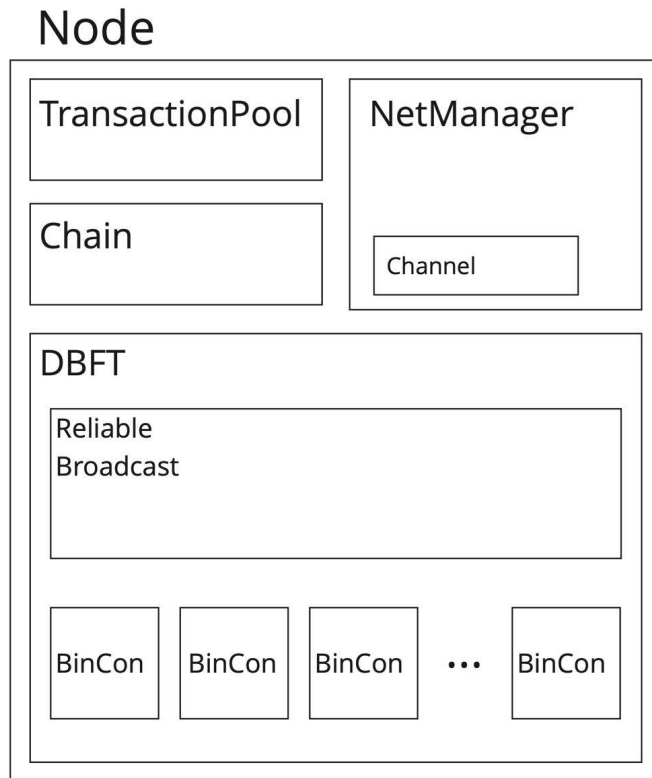 Node
TransactionPool
NetManager
Chain
Channel
DBFT
Reliable
Broadcast
BinCon
BinCon
BinCon
...
BinCon